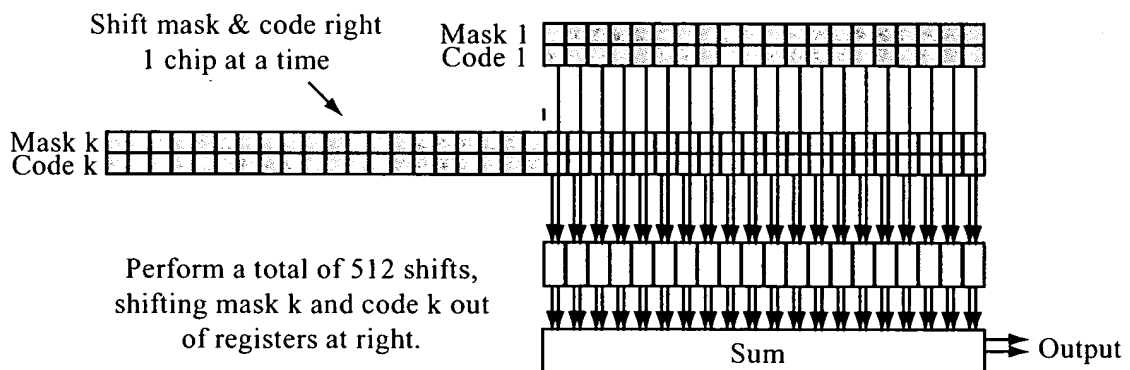 Shift mask & code right
1 chip at a time
Mask 1
Code 1
Mask k
Code k
Perform a total of 512 shifts,
shifting mask k and code k out
of registers at right.
Sum
Output